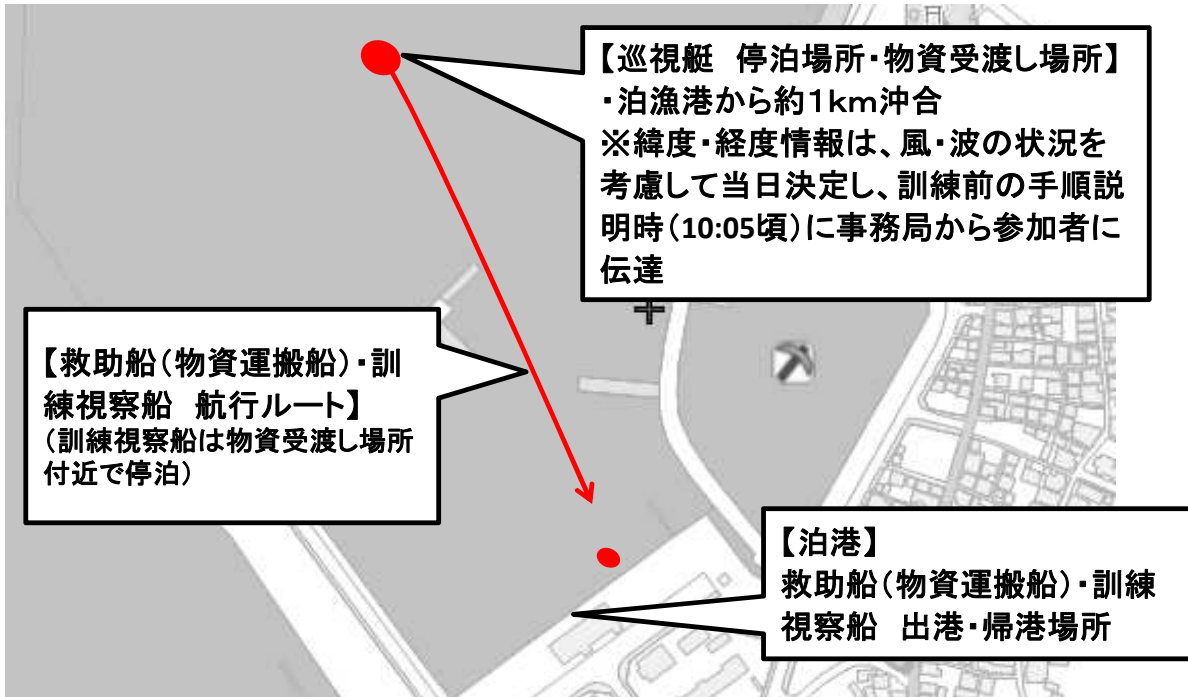 【巡視艇　停泊場所・物資受渡し場所】
・泊漁港から約１ｋｍ沖合
※緯度・経度情報は、風・波の状況を
考慮して当日決定し、訓練前の手順説
明時（10:05頃）に事務局から参加者に
伝達
【救助船（物資運搬船）・訓
練視察船　航行ルート】
（訓練視察船は物資受渡し場所
付近で停泊）
【泊港】
救助船（物資運搬船）・訓練
視察船　出港・帰港場所